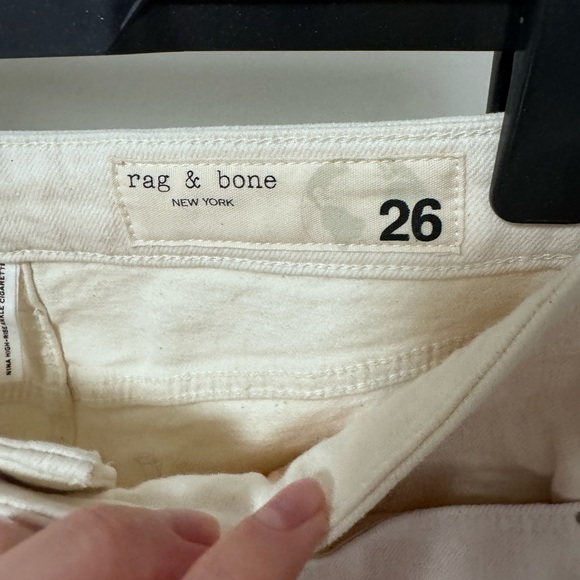 rag & bone
NEW YORK
26
NINA HIGH-RISE ANKLE CIGARETTE